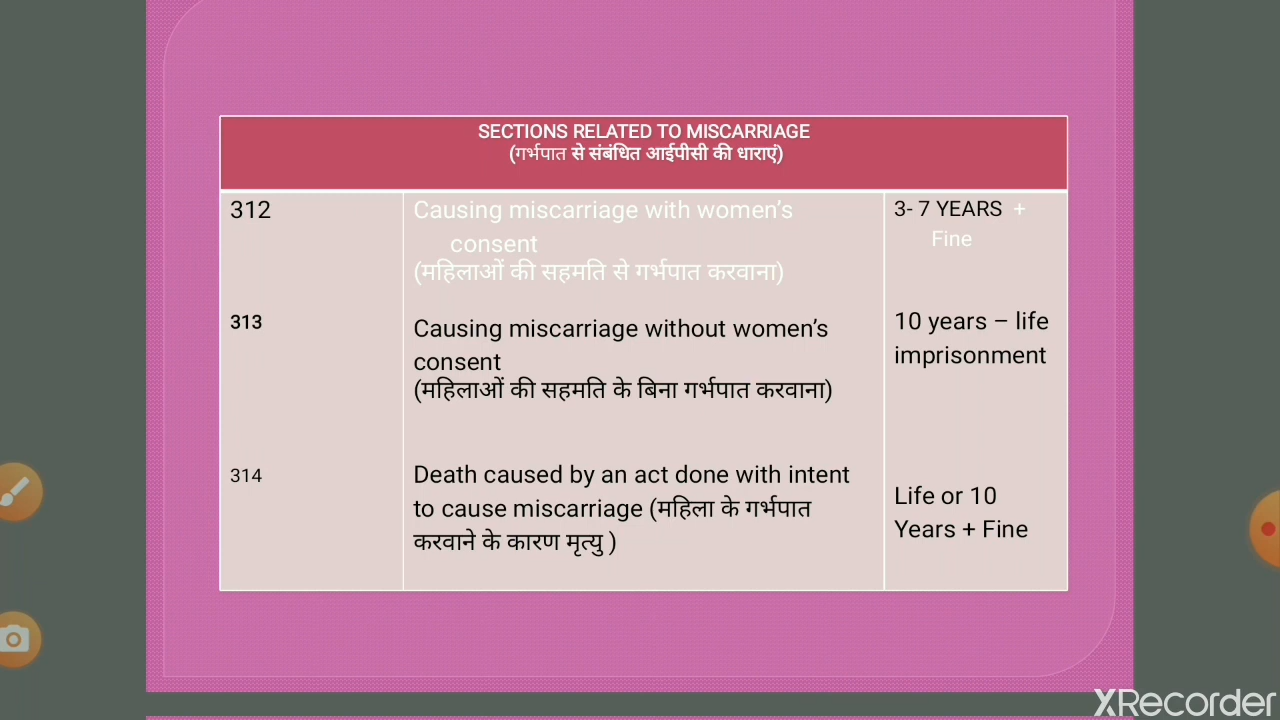 SECTIONS RELATED TO MISCARRIAGE
(गर्भपात से संबंधित आईपीसी की धाराएं)
312
Causing miscarriage with women’s
consent
(महिलाओं की सहमति से गर्भपात करवाना)
3- 7 YEARS +
Fine
313
Causing miscarriage without women’s
consent
(महिलाओं की सहमति के बिना गर्भपात करवाना)
10 years – life
imprisonment
314
Death caused by an act done with intent
to cause miscarriage (महिला के गर्भपात
करवाने के कारण मृत्यु )
Life or 10
Years + Fine
XRecorder